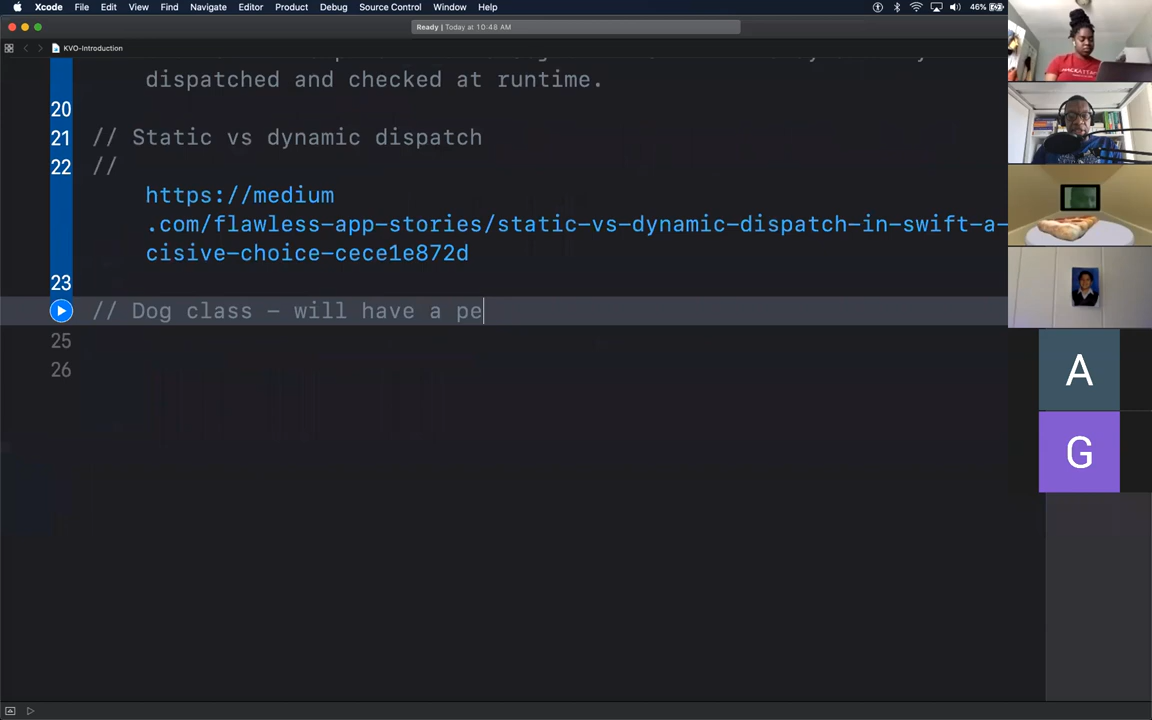 Xcode File Edit View Find Navigate Editor Product Debug Source Control Window Help 46%
Ready | Today at 10:48 AM
KVO-Introduction
dispatched and checked at runtime.
20
21 // Static vs dynamic dispatch
22 //
https://medium
.com/flawless-app-stories/static-vs-dynamic-dispatch-in-swift-a-
cisive-choice-cece1e872d
23
// Dog class - will have a pe
25
26
A
G